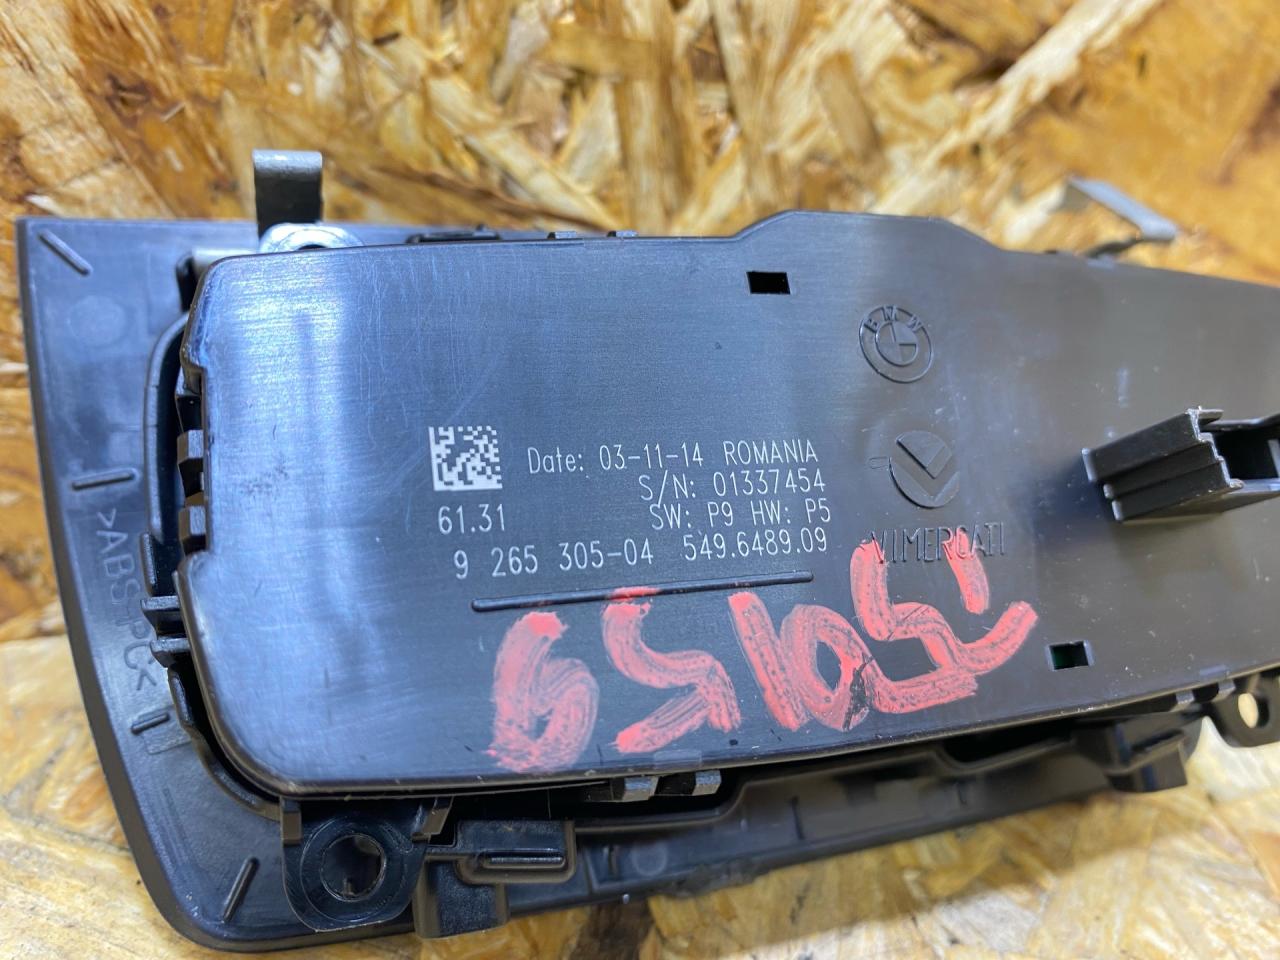 BMW
Date: 03-11-14 ROMANIA
S/N: 01337454
61.31 SW: P9 HW: P5
9 265 305-04 549.6489.09
VIMERCATI
>ABS+PC<